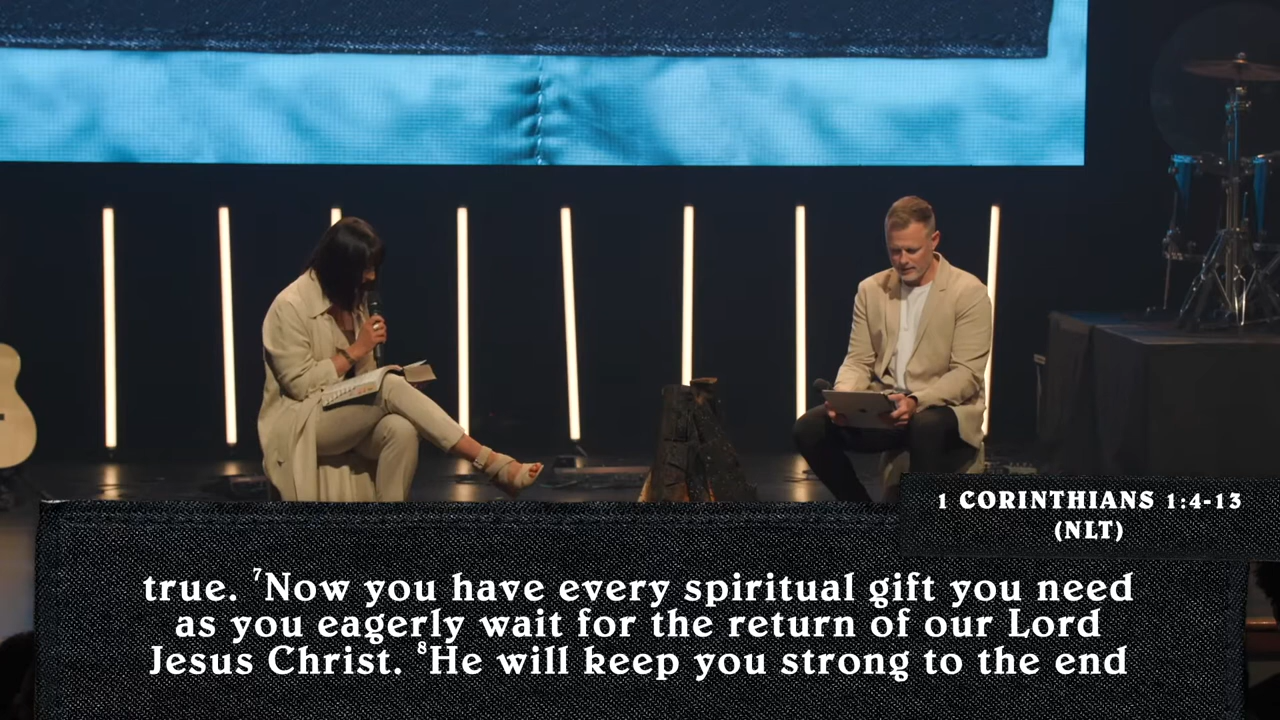 1 CORINTHIANS 1:4-13
(NLT)
true. ⁷Now you have every spiritual gift you need
as you eagerly wait for the return of our Lord
Jesus Christ. ⁸He will keep you strong to the end